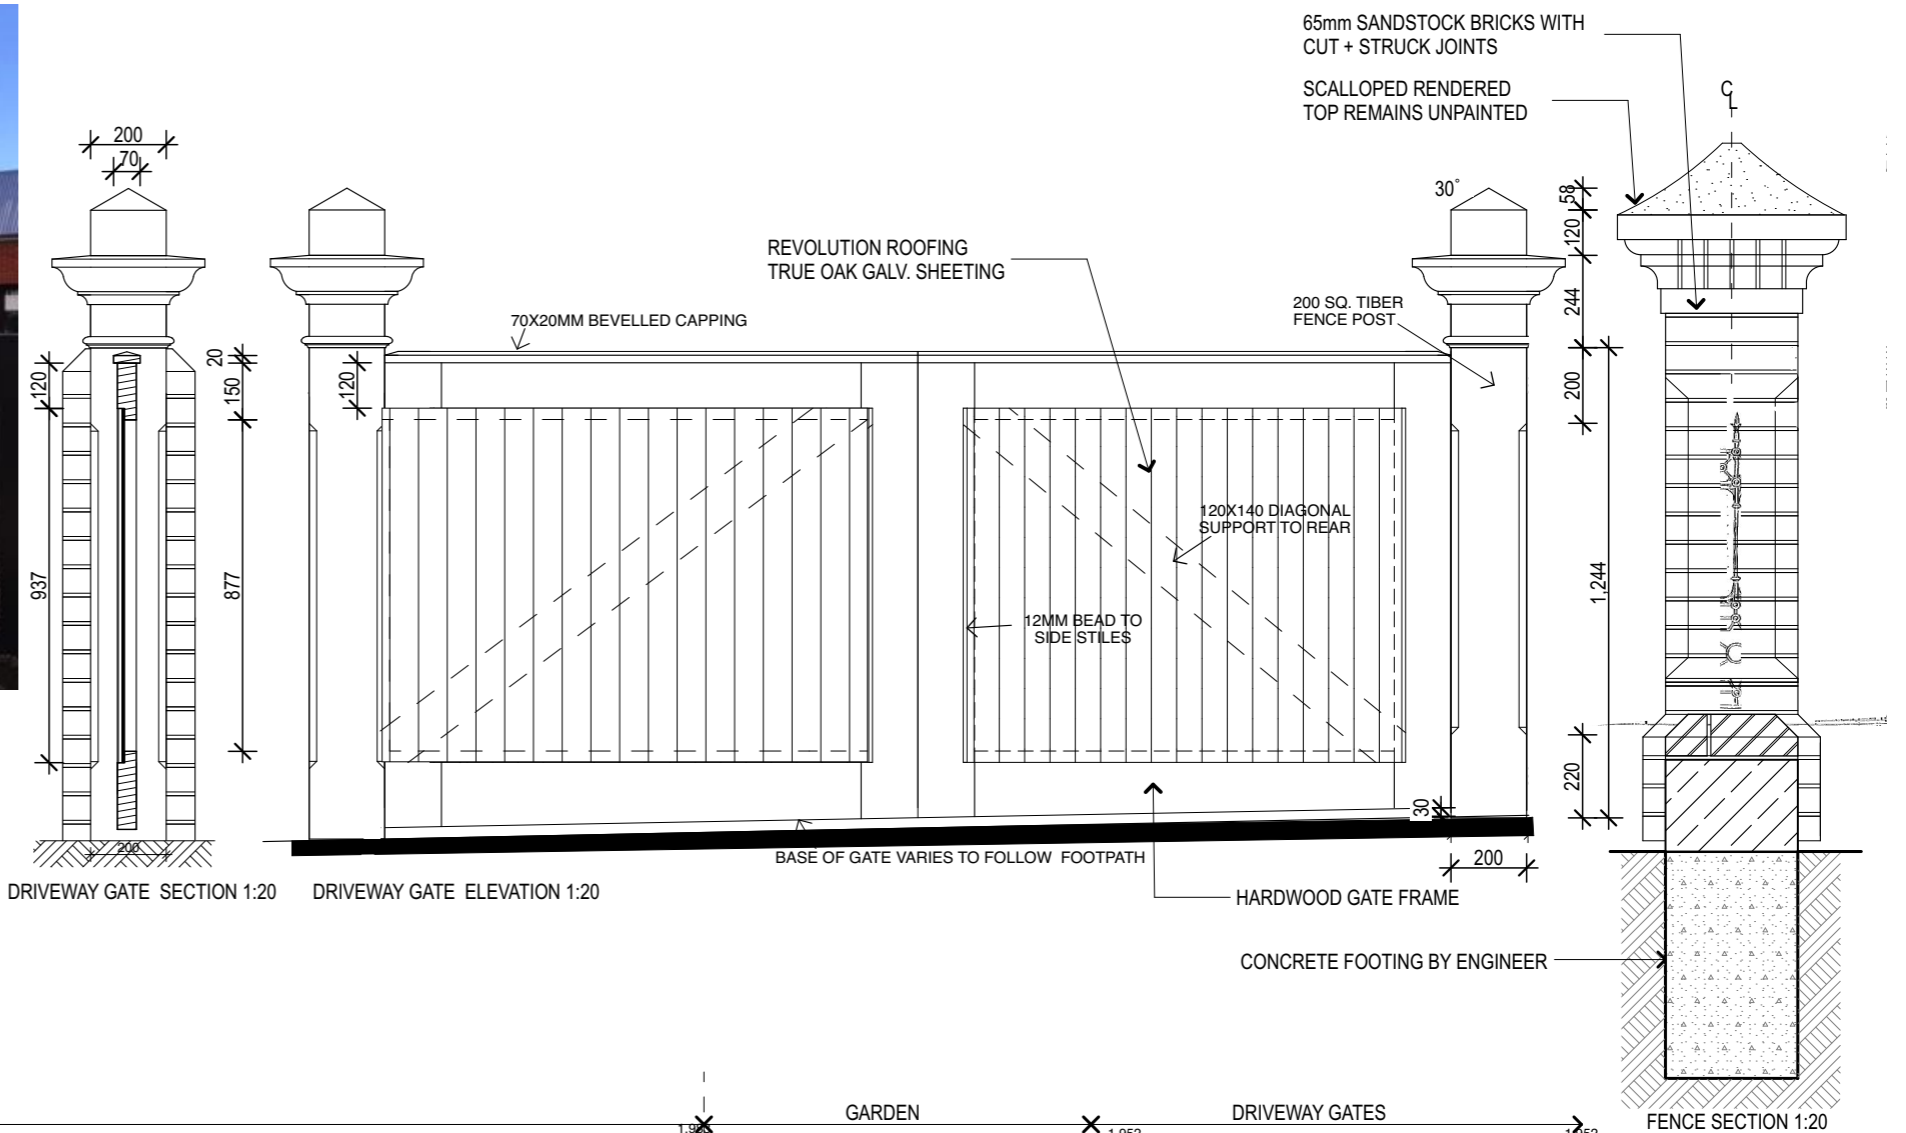 65mm SANDSTOCK BRICKS WITH
CUT + STRUCK JOINTS
SCALLOPED RENDERED
TOP REMAINS UNPAINTED
CL
200
70
30°
58
120
244
200
1,244
220
REVOLUTION ROOFING
TRUE OAK GALV. SHEETING
70X20MM BEVELLED CAPPING
200 SQ. TIBER
FENCE POST
20
120
150
120
937
877
120X140 DIAGONAL
SUPPORT TO REAR
12MM BEAD TO
SIDE STILES
30
200
200
BASE OF GATE VARIES TO FOLLOW FOOTPATH
DRIVEWAY GATE SECTION 1:20
DRIVEWAY GATE ELEVATION 1:20
HARDWOOD GATE FRAME
CONCRETE FOOTING BY ENGINEER
GARDEN
DRIVEWAY GATES
FENCE SECTION 1:20